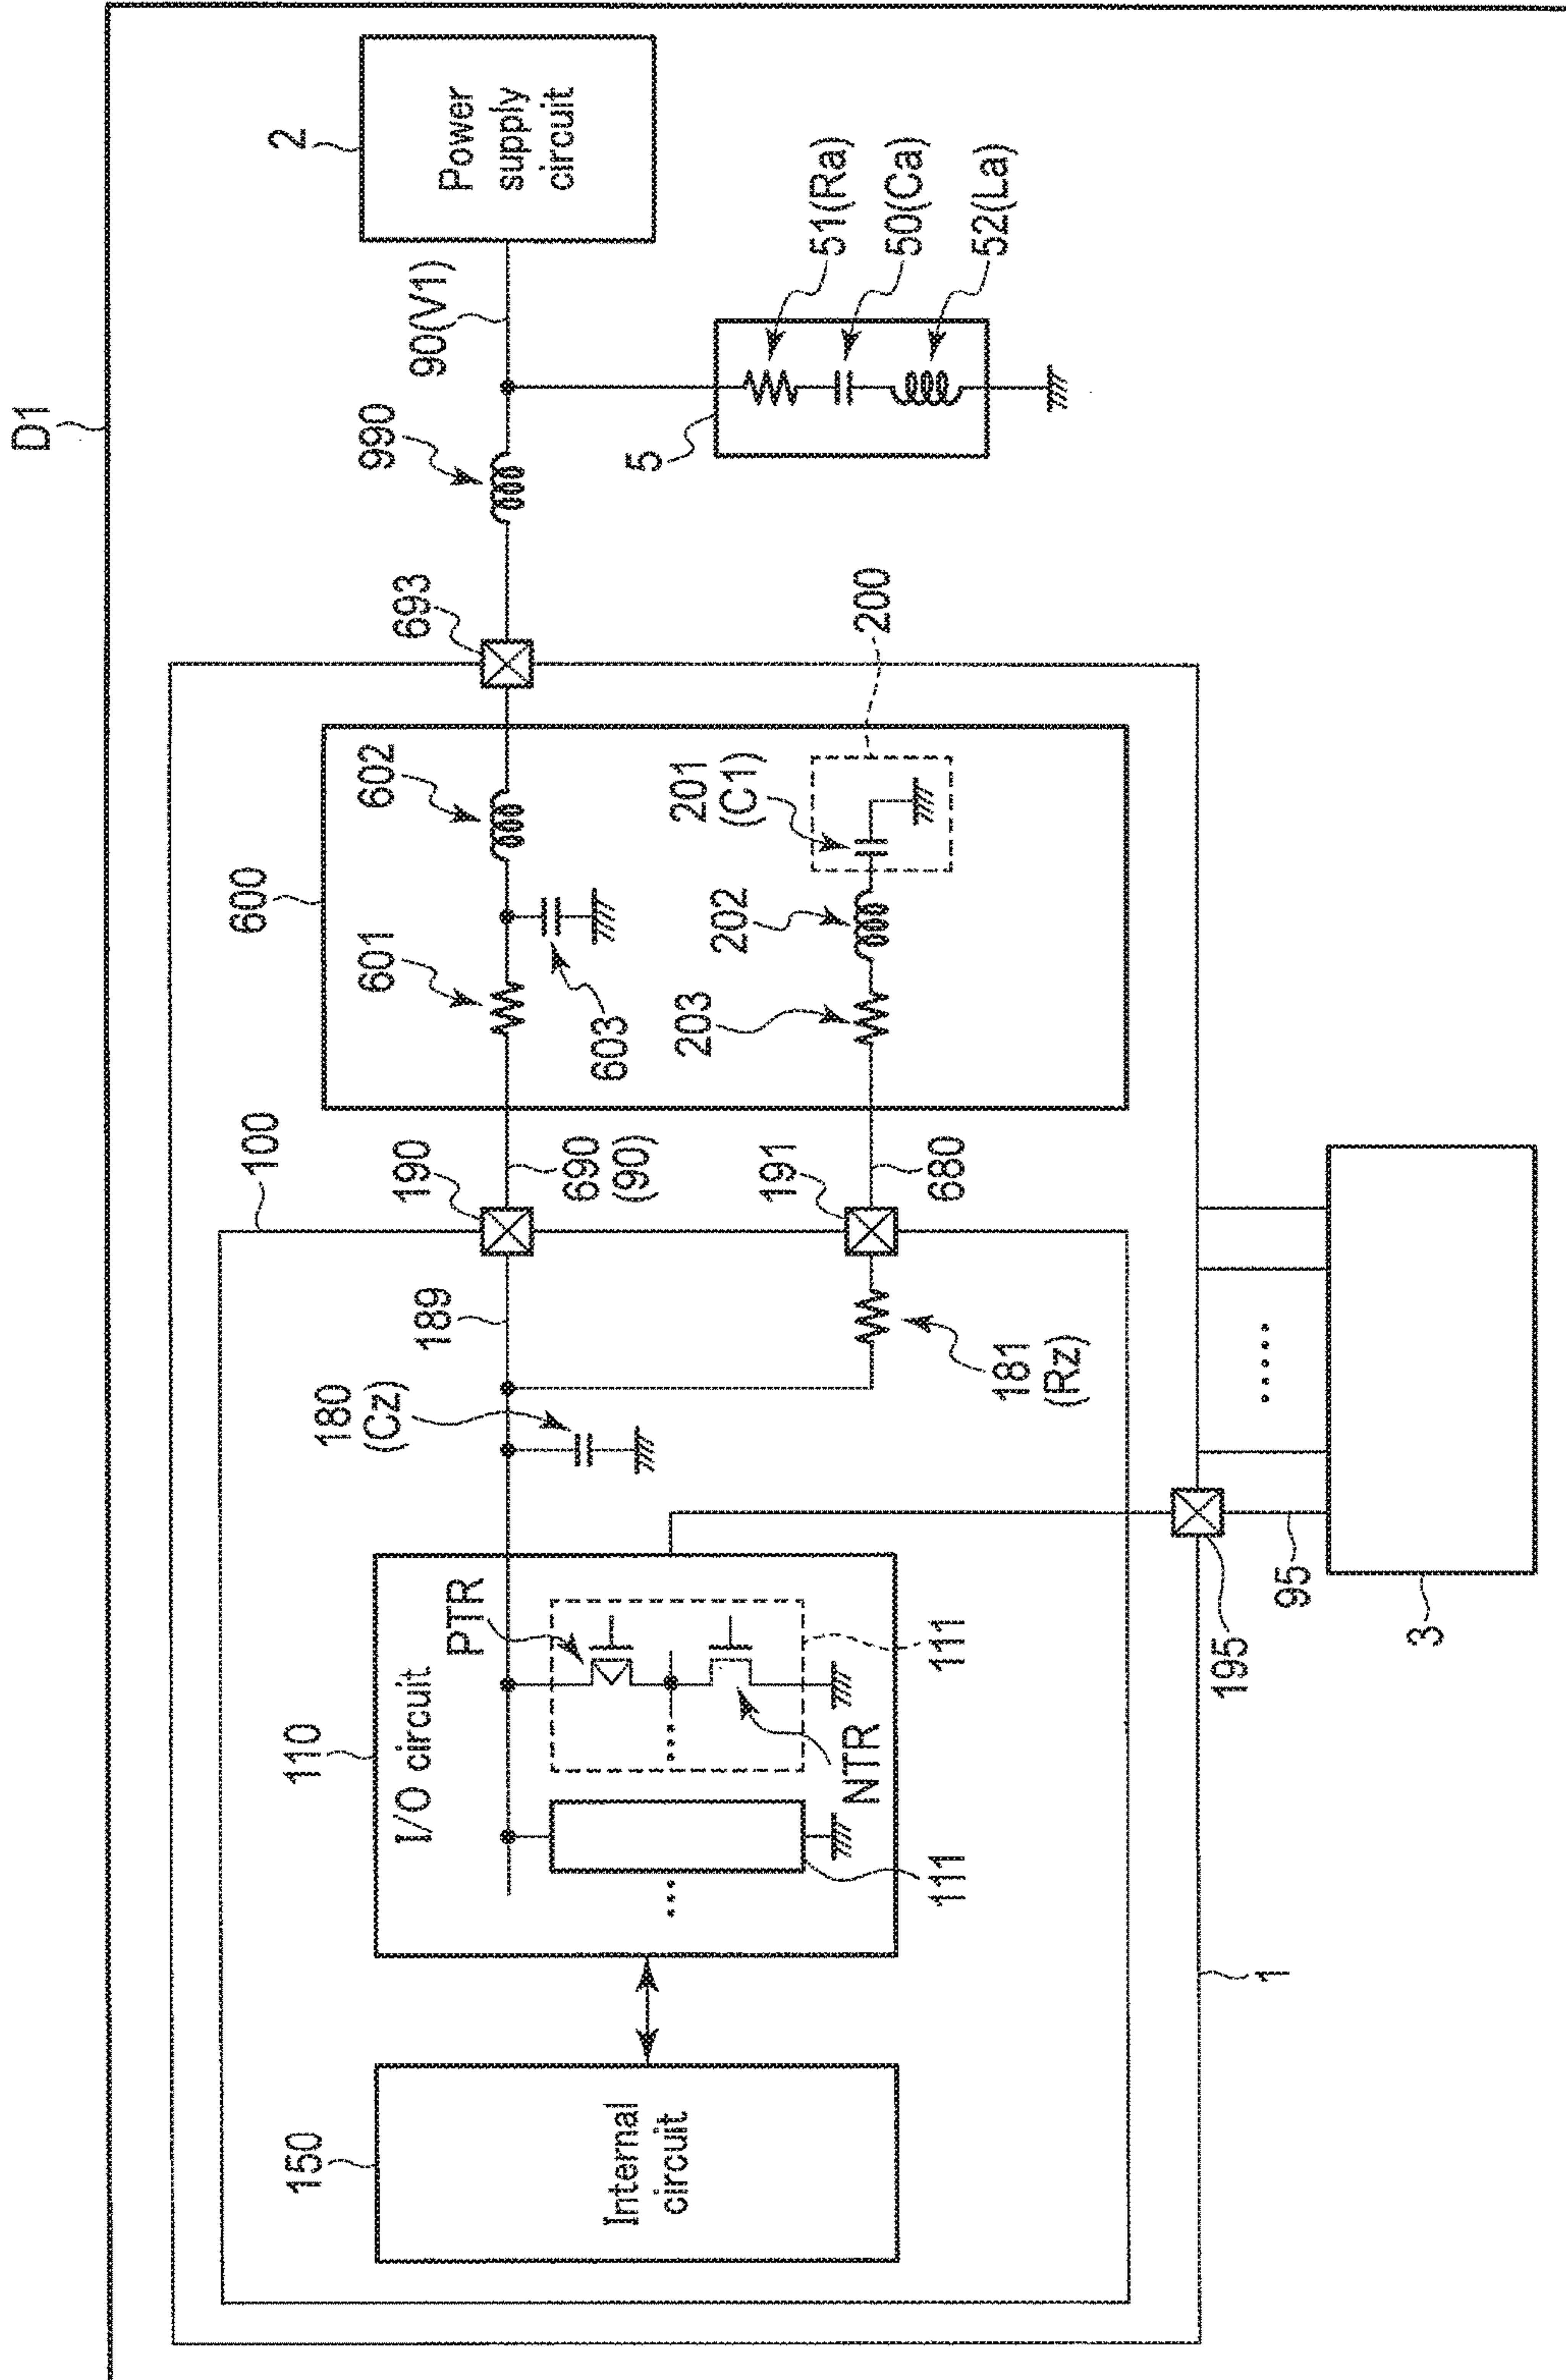 D1
2
Power
supply
circuit
90(V1)
990
5
51(Ra)
50(Ca)
52(La)
693
600
602
601
603
200
201
(C1)
202
203
100
190
690
(90)
191
680
189
180
(Cz)
181
(Rz)
110
I/O circuit
PTR
NTR
...
111
...
111
150
Internal
circuit
195
95
.....
3
1